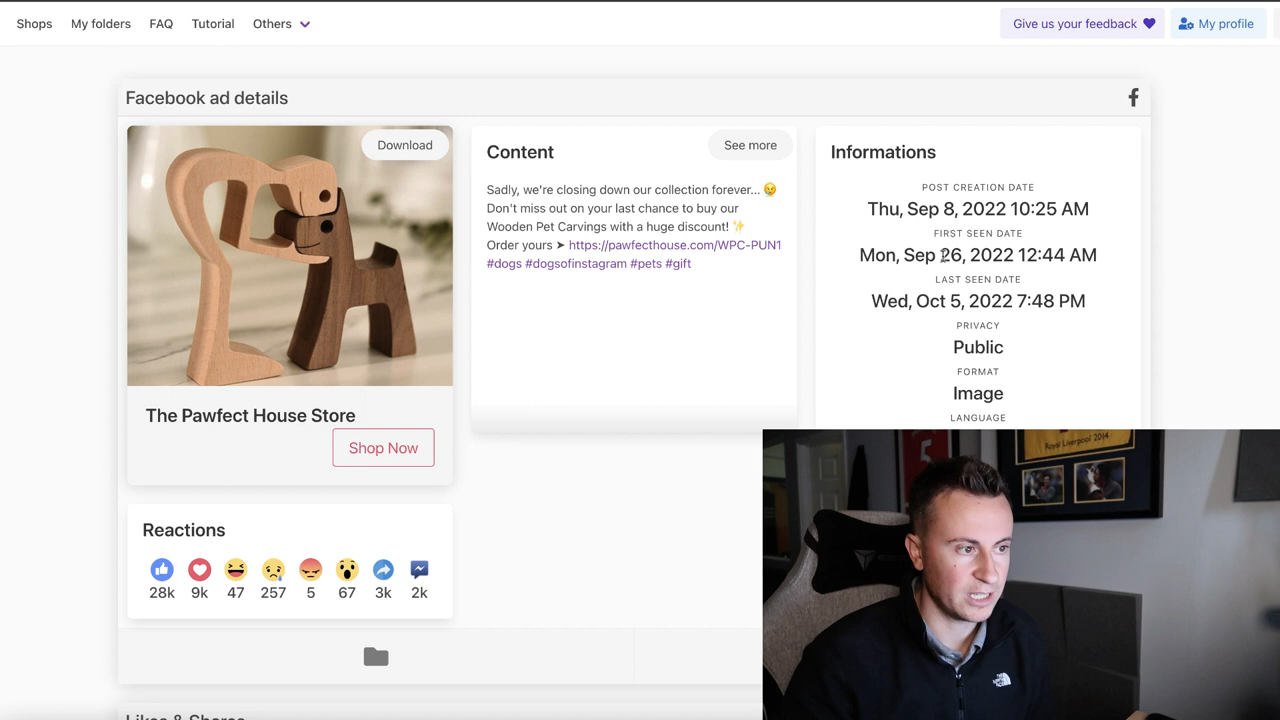 Shops My folders FAQ Tutorial Others
Give us your feedback My profile
Facebook ad details
Download
The Pawfect House Store
Shop Now
Reactions
28k 9k 47 257 5 67 3k 2k
Content
See more
Sadly, we're closing down our collection forever... 😖
Don't miss out on your last chance to buy our
Wooden Pet Carvings with a huge discount! ✨
Order yours ➤ https://pawfecthouse.com/WPC-PUN1
#dogs #dogsofinstagram #pets #gift
Informations
POST CREATION DATE
Thu, Sep 8, 2022 10:25 AM
FIRST SEEN DATE
Mon, Sep 26, 2022 12:44 AM
LAST SEEN DATE
Wed, Oct 5, 2022 7:48 PM
PRIVACY
Public
FORMAT
Image
LANGUAGE
Likes & Shares
Royal Liverpool 2014